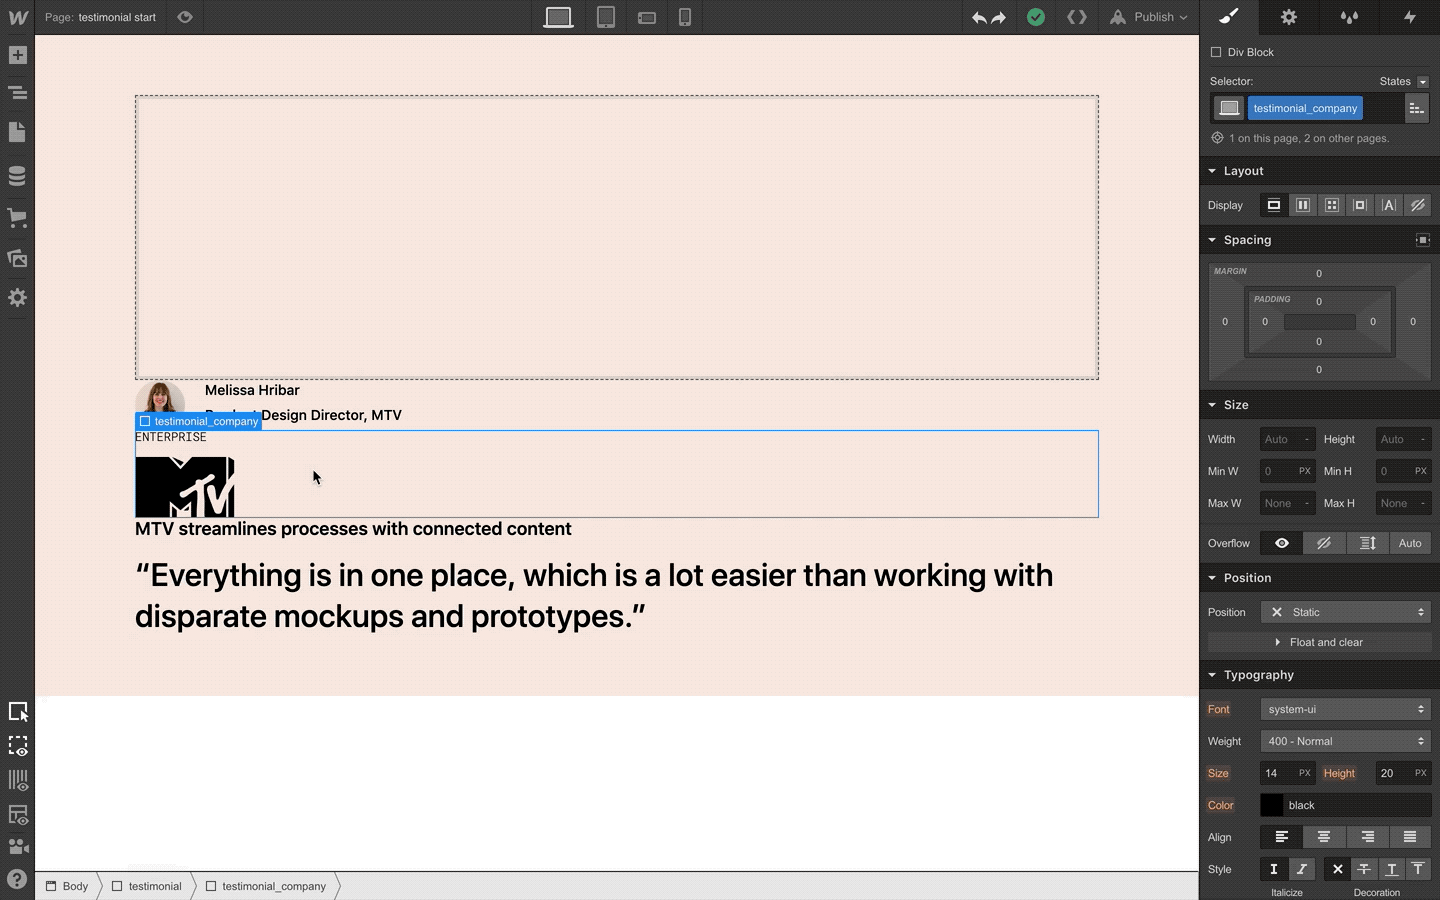 Page: testimonial start
Publish
Div Block
Selector:
States
testimonial_company
1 on this page, 2 on other pages.
Layout
Display
Spacing
MARGIN
0
PADDING
0
0
0
0
0
0
0
Size
Width Auto - Height Auto -
Min W 0 PX Min H 0 PX
Max W None - Max H None -
Overflow Auto
Position
Position Static
Float and clear
Typography
Font system-ui
Weight 400 - Normal
Size 14 PX Height 20 PX
Color black
Align
Style
Italicize Decoration
Melissa Hribar
Design Director, MTV
testimonial_company
ENTERPRISE
MTV
MTV streamlines processes with connected content
“Everything is in one place, which is a lot easier than working with
disparate mockups and prototypes.”
Body testimonial testimonial_company